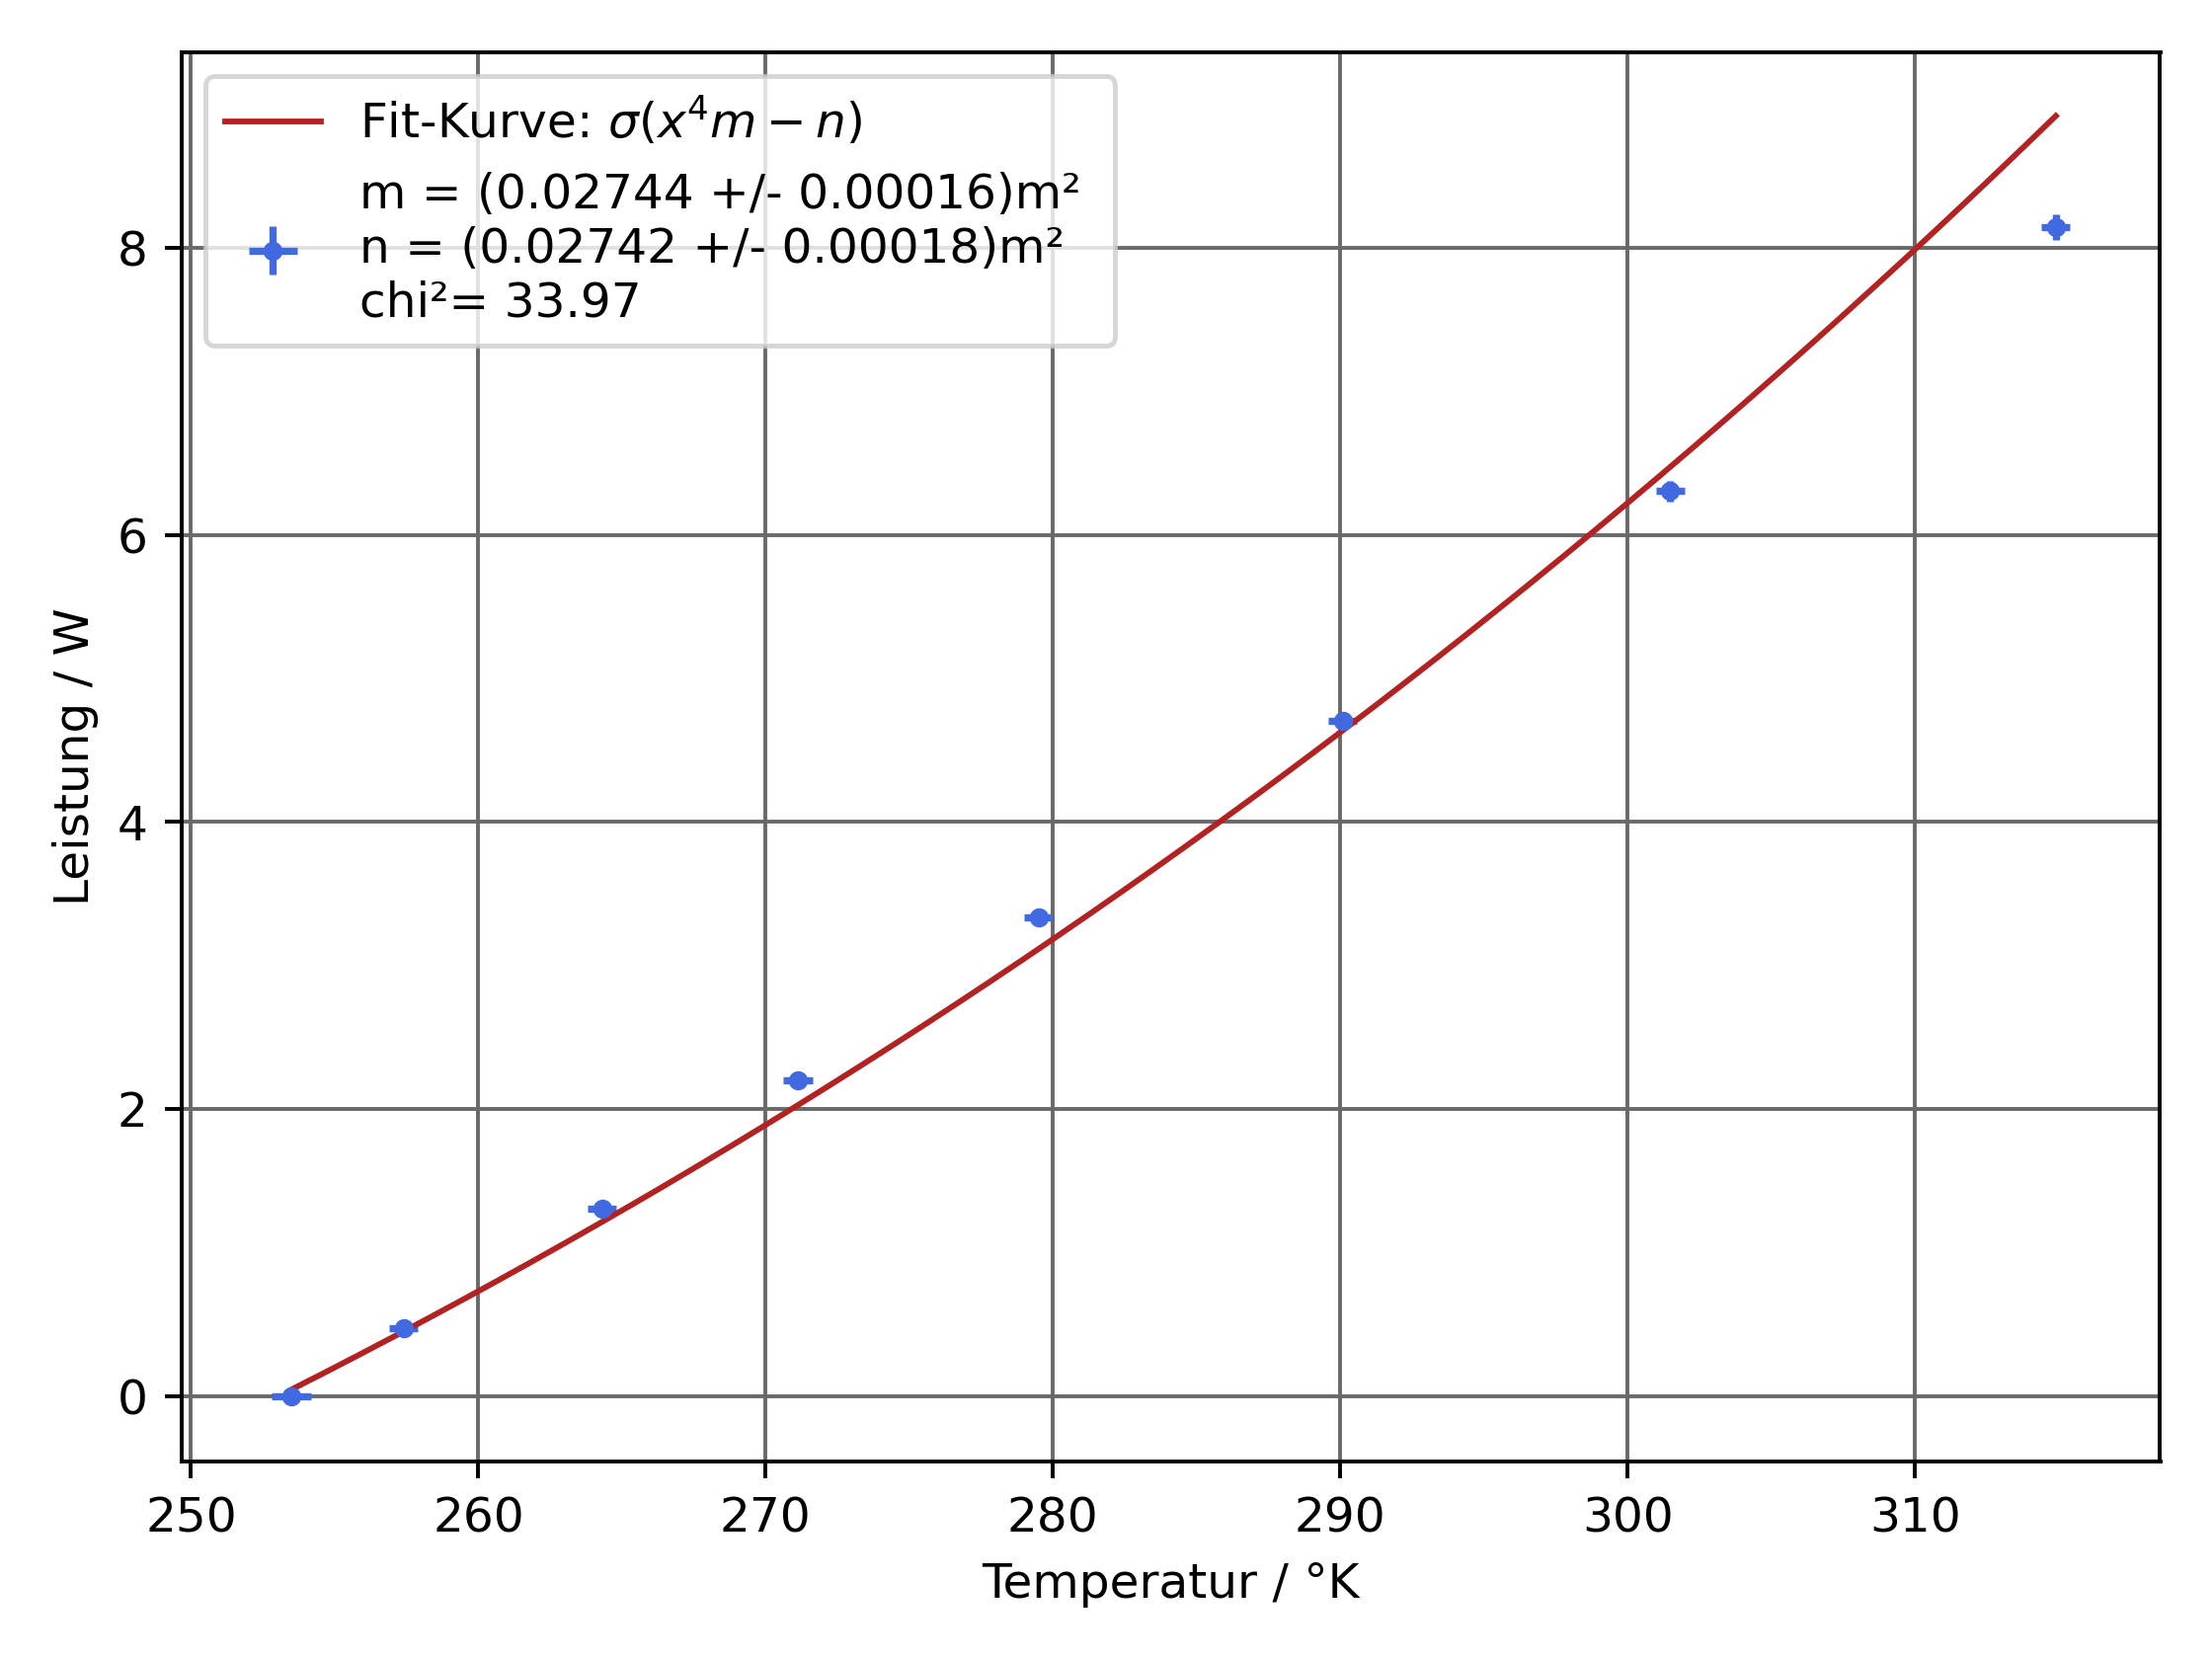 Fit-Kurve: σ(x⁴m − n)
m = (0.02744 +/- 0.00016)m²
n = (0.02742 +/- 0.00018)m²
chi²= 33.97
8
6
4
2
0
Leistung / W
250 260 270 280 290 300 310
Temperatur / °K